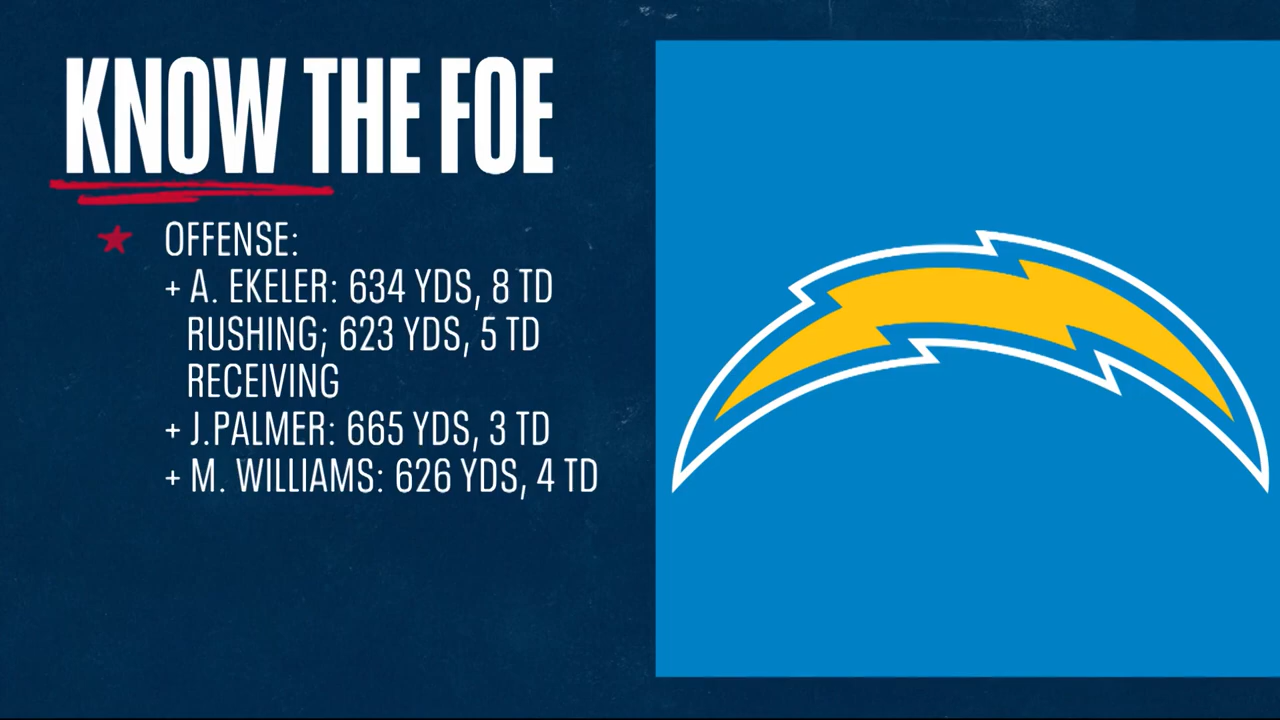 KNOW THE FOE
OFFENSE:
+ A. EKELER: 634 YDS, 8 TD
RUSHING; 623 YDS, 5 TD
RECEIVING
+ J.PALMER: 665 YDS, 3 TD
+ M. WILLIAMS: 626 YDS, 4 TD